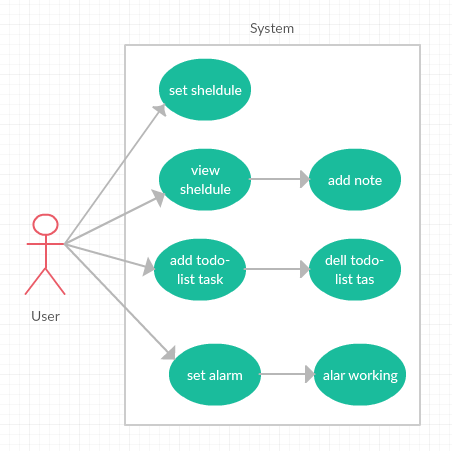 System
set sheldule
view
sheldule
add note
add todo-
list task
dell todo-
list tas
User
set alarm
alar working